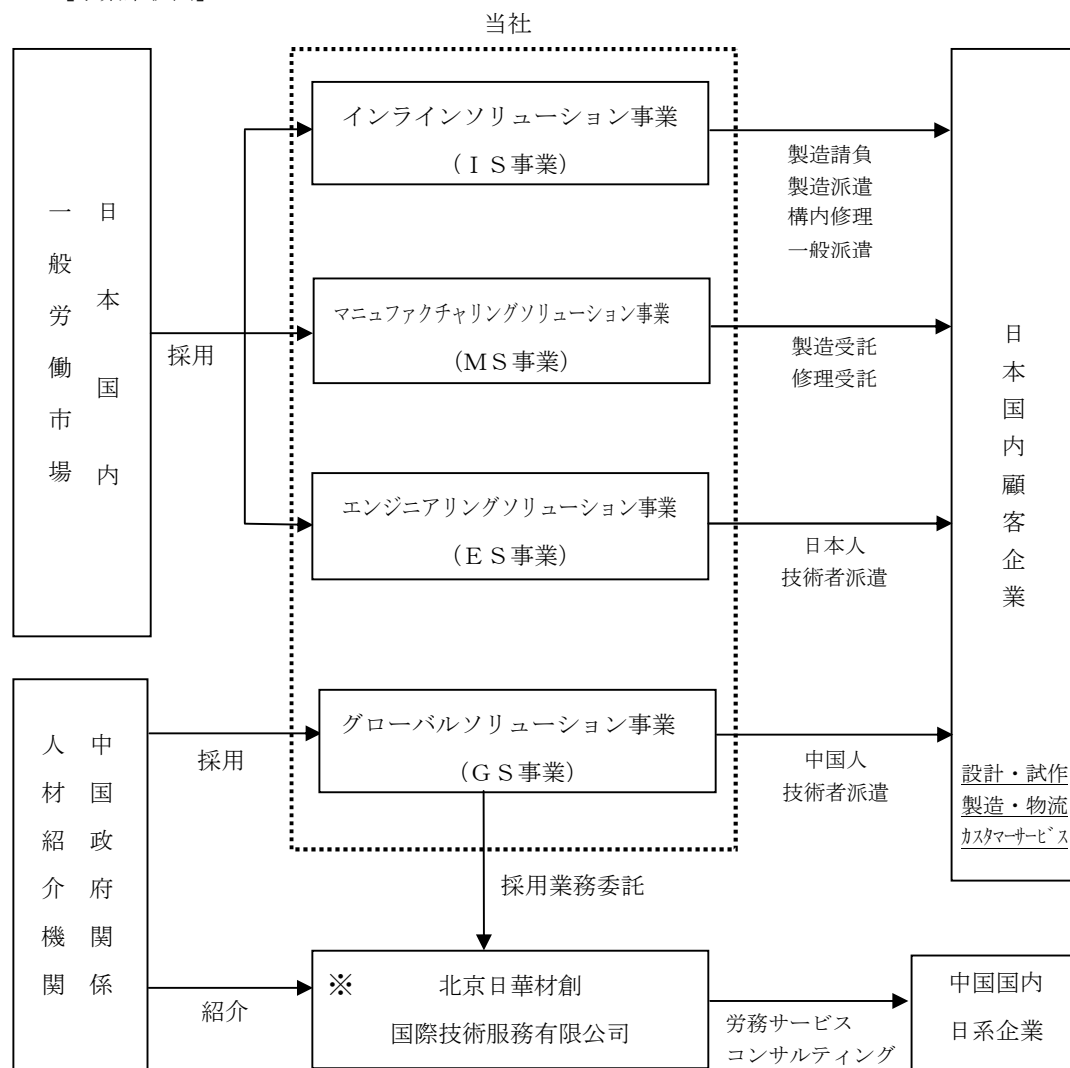 当社
日本国内
一般労働市場
採用
インラインソリューション事業
(IS事業)
製造請負
製造派遣
構内修理
一般派遣
マニュファクチャリングソリューション事業
(MS事業)
製造受託
修理受託
エンジニアリングソリューション事業
(ES事業)
日本人
技術者派遣
日本国内顧客企業
設計・試作
製造・物流
カスタマーサービス
中国政府関係
人材紹介機関
採用
グローバルソリューション事業
(GS事業)
中国人
技術者派遣
採用業務委託
紹介
※ 北京日華材創
国際技術服務有限公司
労務サービス
コンサルティング
中国国内
日系企業